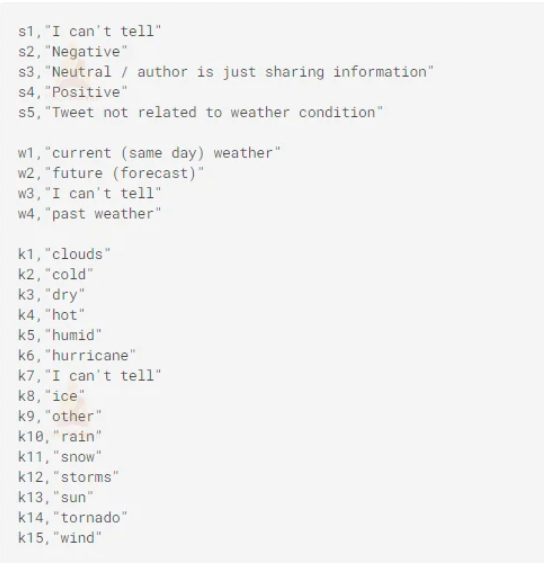 s1,"I can't tell"
s2,"Negative"
s3,"Neutral / author is just sharing information"
s4,"Positive"
s5,"Tweet not related to weather condition"
w1,"current (same day) weather"
w2,"future (forecast)"
w3,"I can't tell"
w4,"past weather"
k1,"clouds"
k2,"cold"
k3,"dry"
k4,"hot"
k5,"humid"
k6,"hurricane"
k7,"I can't tell"
k8,"ice"
k9,"other"
k10,"rain"
k11,"snow"
k12,"storms"
k13,"sun"
k14,"tornado"
k15,"wind"